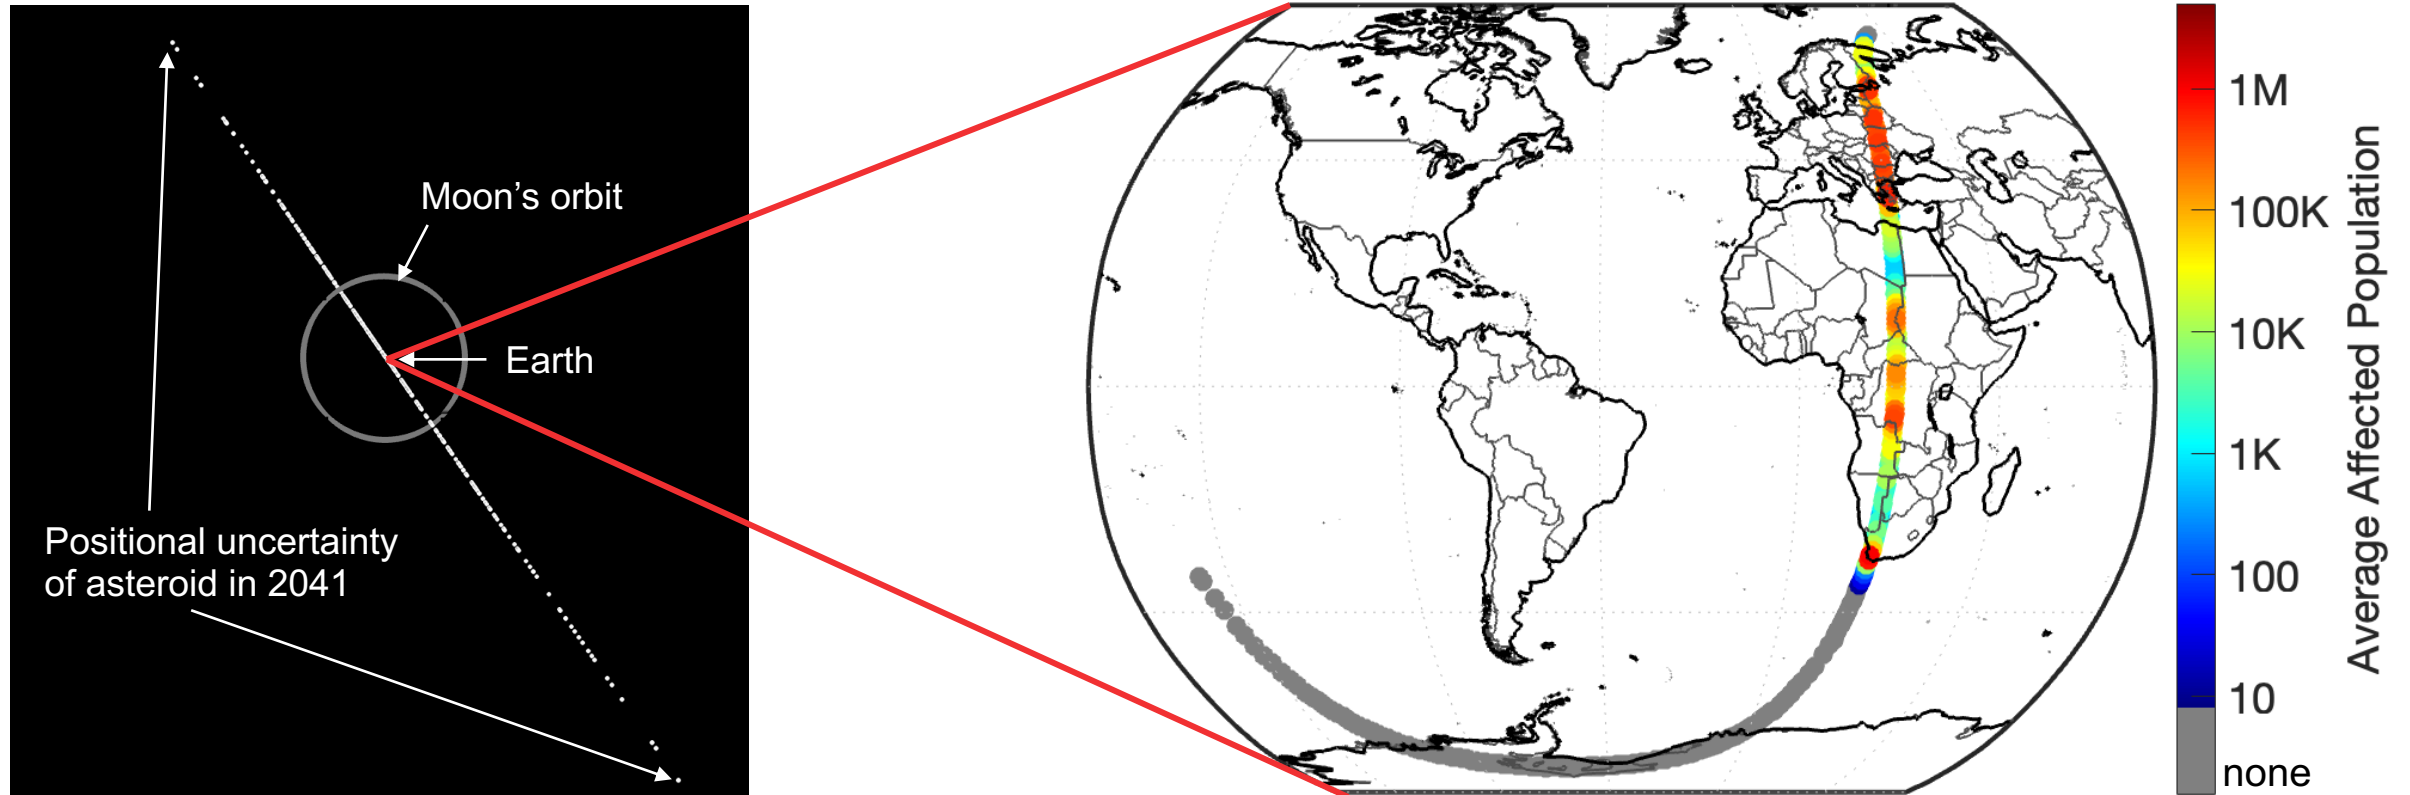 Moon’s orbit
Earth
Positional uncertainty
of asteroid in 2041
1M
100K
10K
1K
100
10
none
Average Affected Population